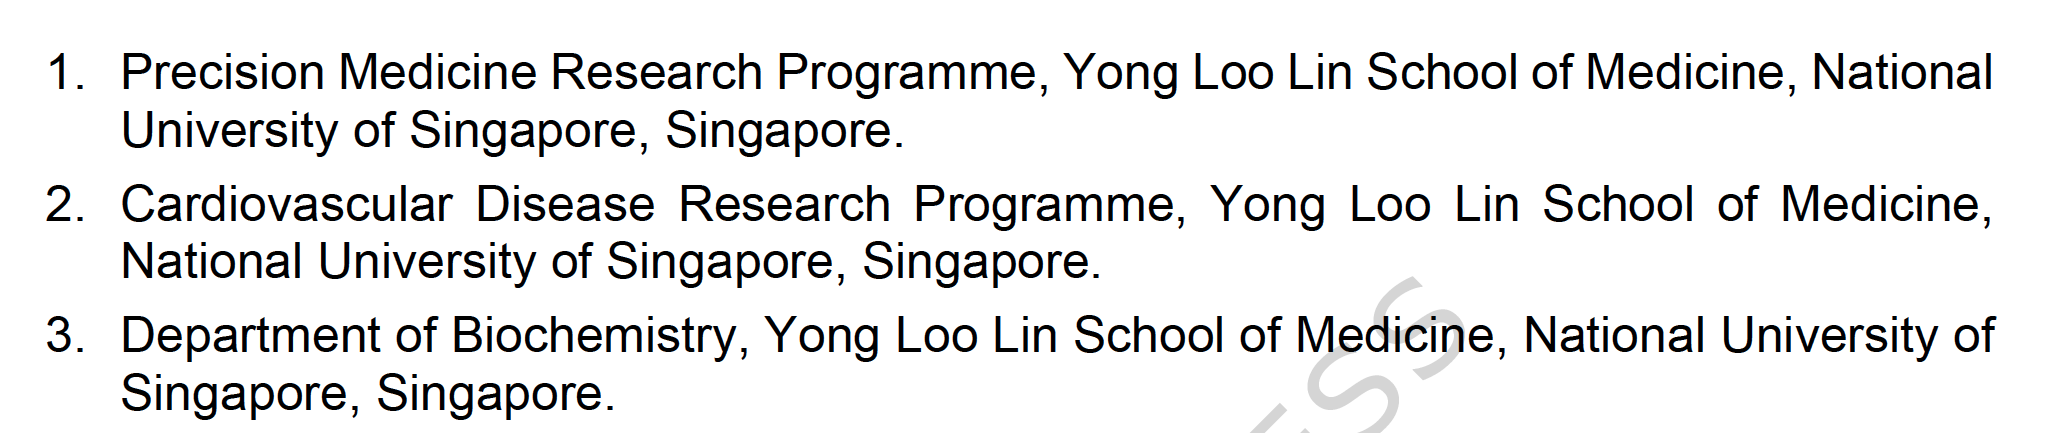 1. Precision Medicine Research Programme, Yong Loo Lin School of Medicine, National
University of Singapore, Singapore.
2. Cardiovascular Disease Research Programme, Yong Loo Lin School of Medicine,
National University of Singapore, Singapore.
3. Department of Biochemistry, Yong Loo Lin School of Medicine, National University of
Singapore, Singapore.